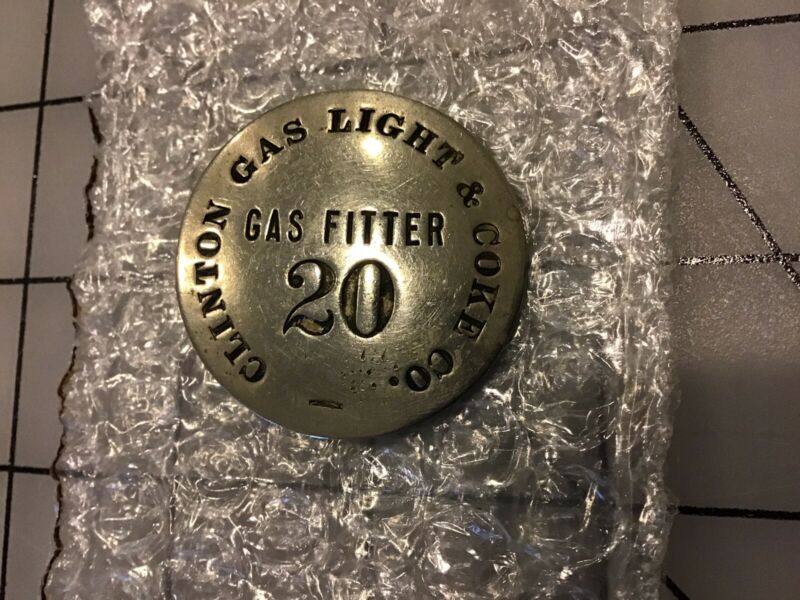 CLINTON GAS LIGHT & COKE CO.
GAS FITTER
20